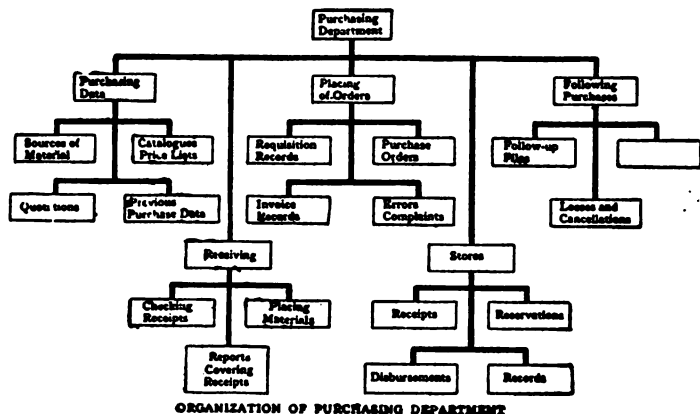 Purchasing
Department
Purchasing
Data
Placing
of Orders
Following
Purchases
Sources of
Material
Catalogues
Price Lists
Requisition
Records
Purchase
Orders
Follow-up
Files
Quotations
Previous
Purchase Data
Invoice
Records
Errors
Complaints
Losses and
Cancellations
Receiving
Stores
Checking
Receipts
Placing
Materials
Receipts
Reservations
Reports
Covering
Receipts
Disbursements
Records
ORGANIZATION OF PURCHASING DEPARTMENT